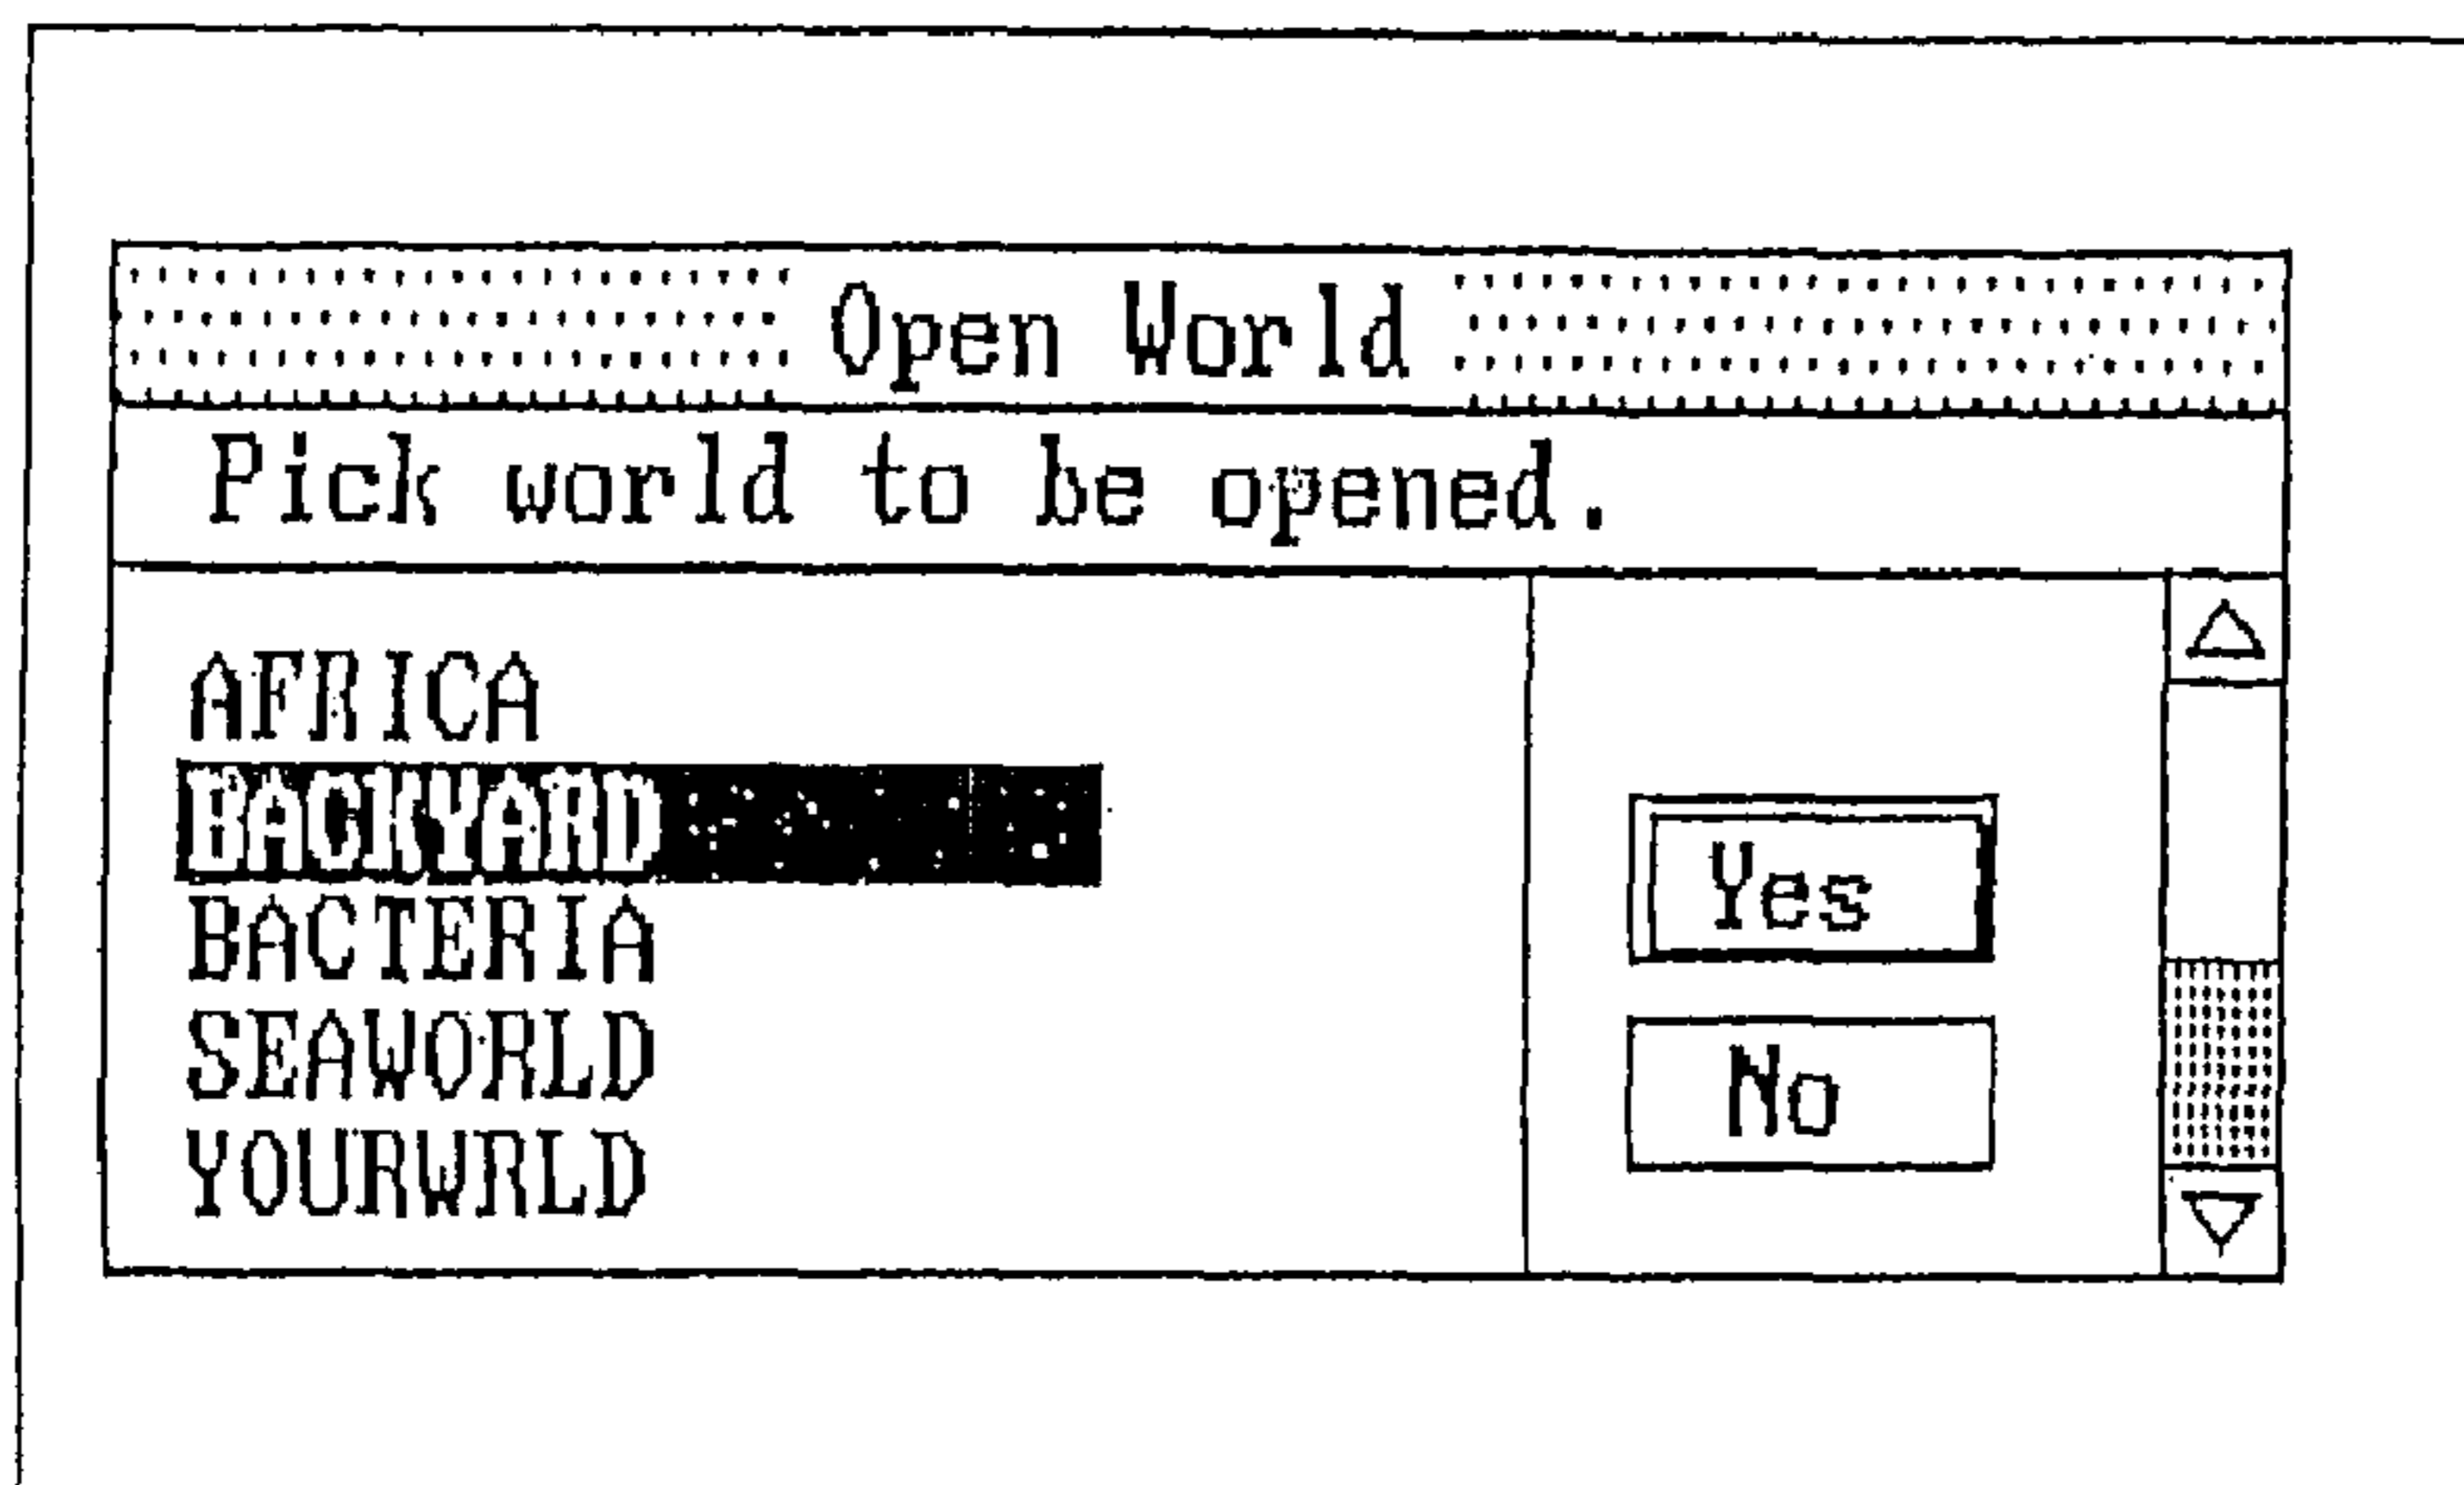 Open World
Pick world to be opened.
AFRICA
BACKYARD
BACTERIA
SEAWORLD
YOURWRLD
Yes
No